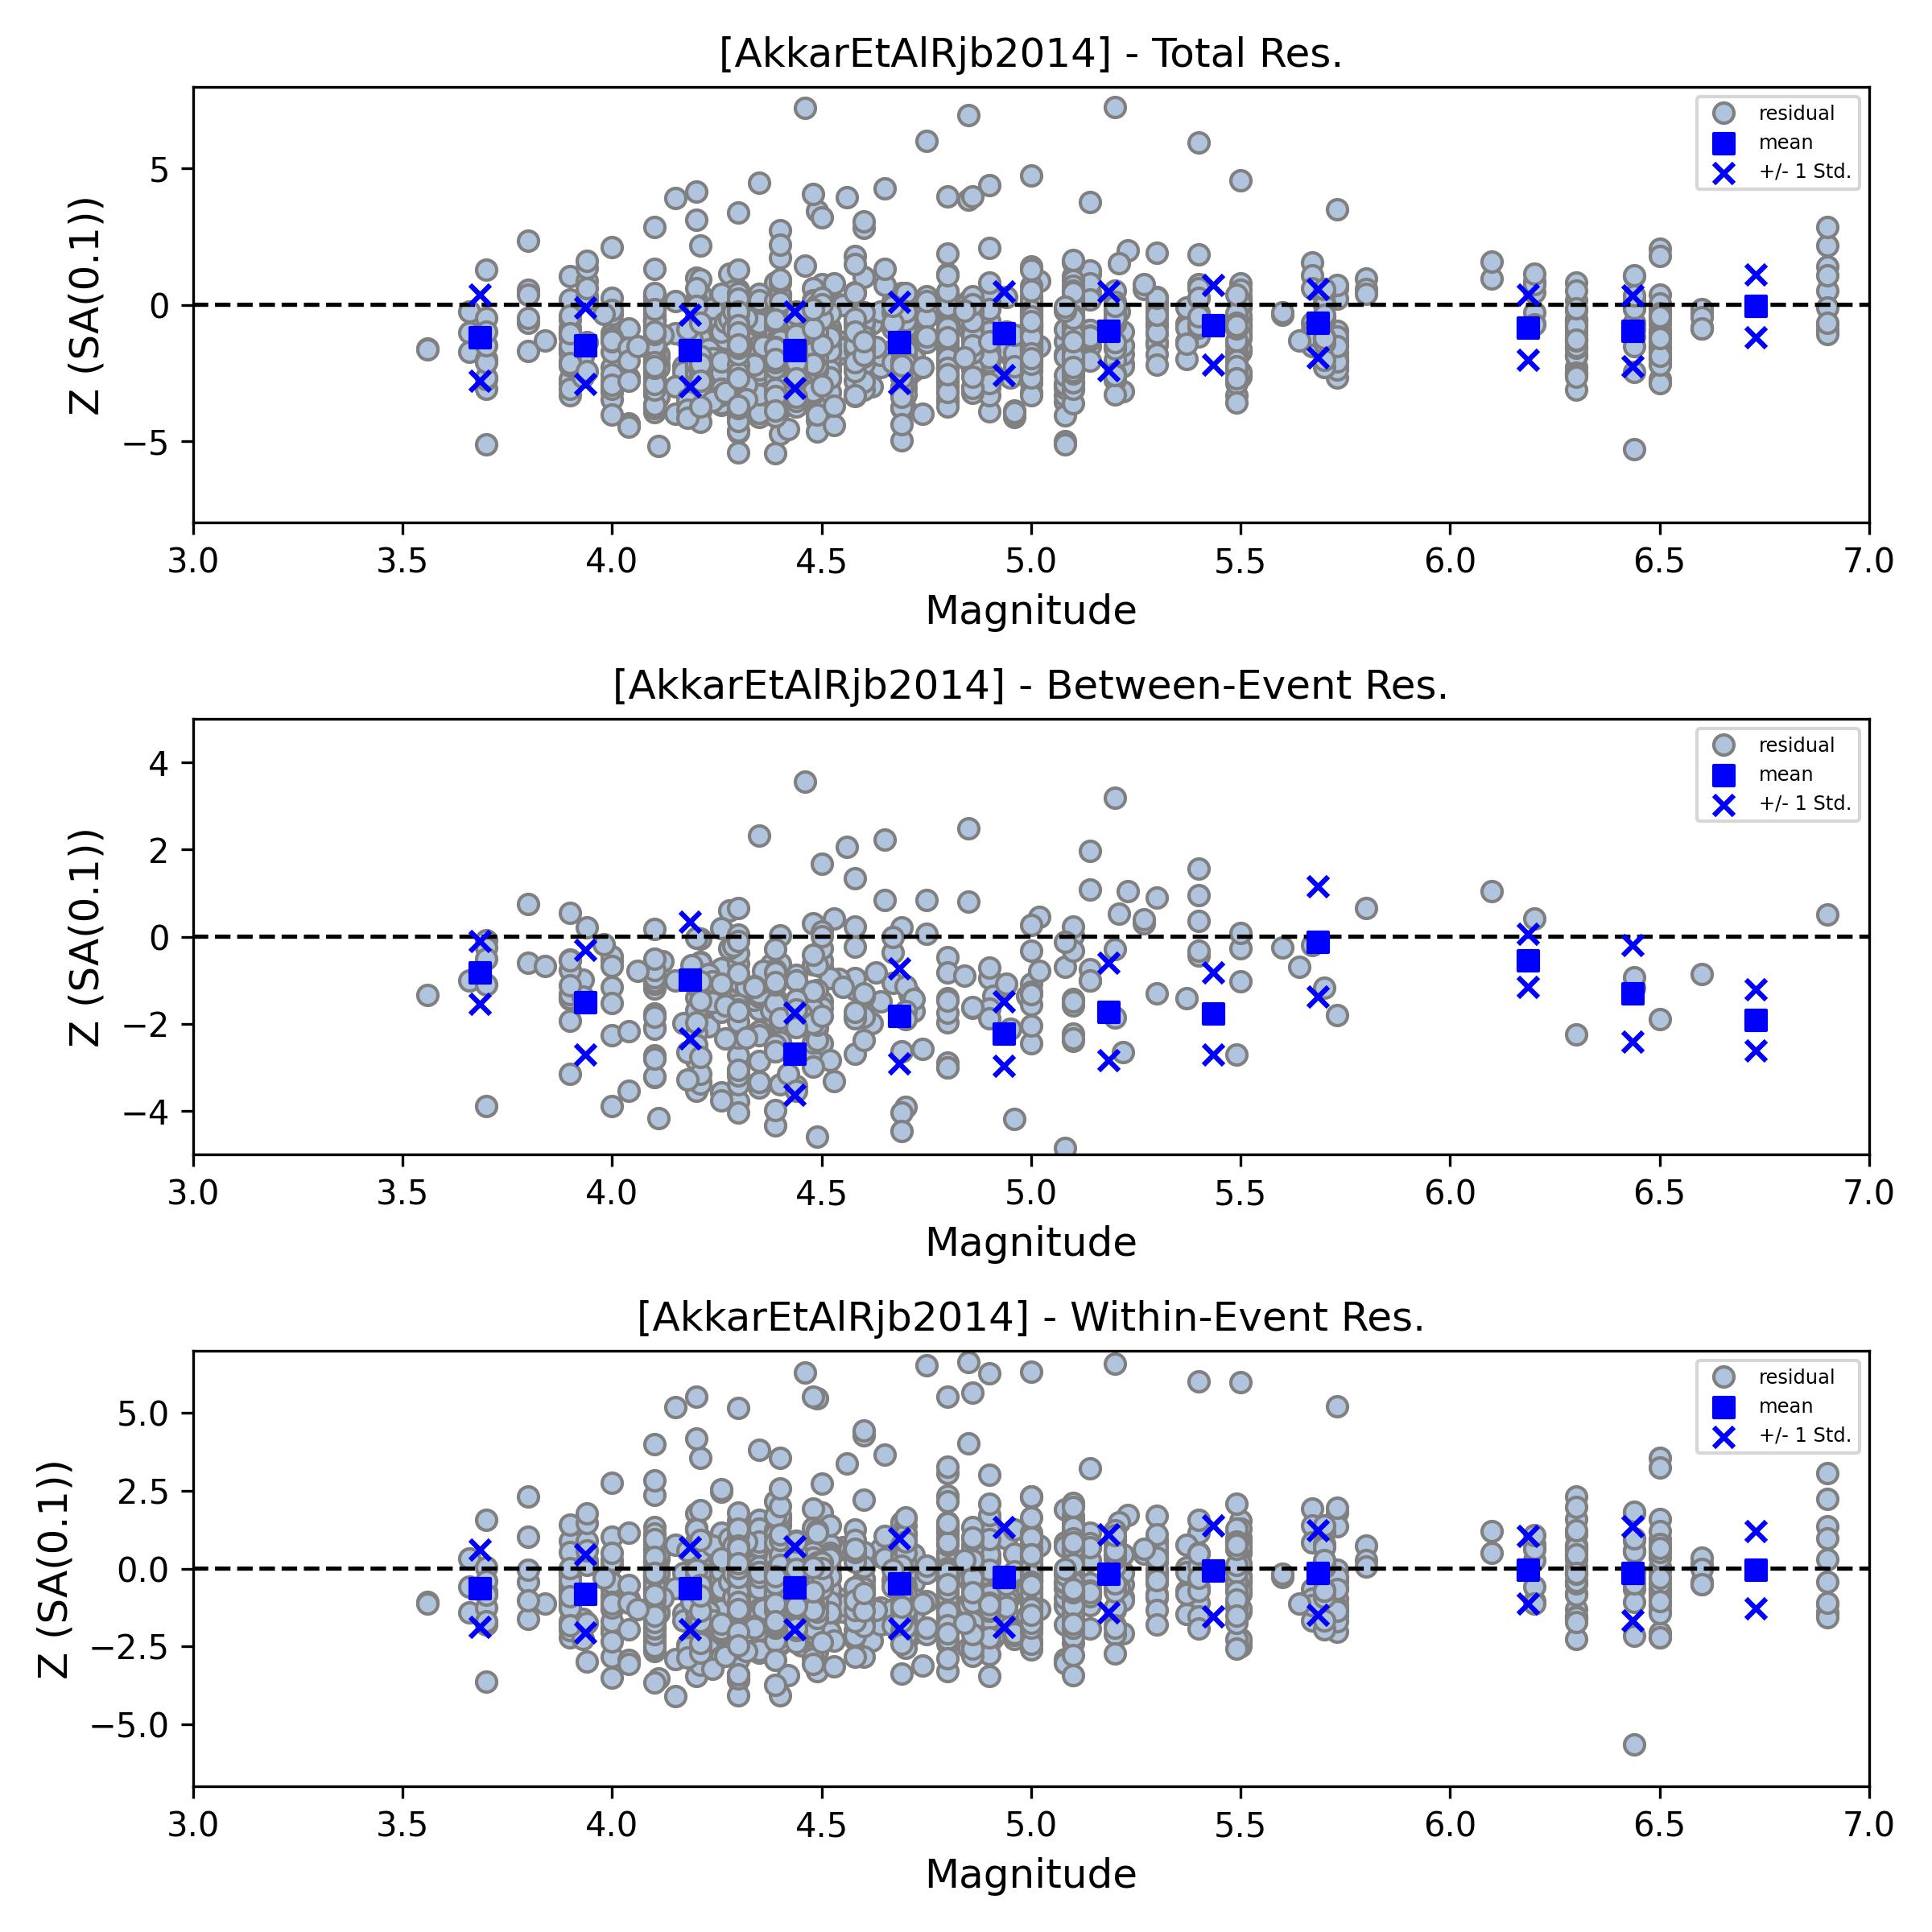 [AkkarEtAlRjb2014] - Total Res.
Z (SA(0.1))
5
0
−5
residual
mean
+/- 1 Std.
3.0 3.5 4.0 4.5 5.0 5.5 6.0 6.5 7.0
Magnitude
[AkkarEtAlRjb2014] - Between-Event Res.
Z (SA(0.1))
4
2
0
−2
−4
residual
mean
+/- 1 Std.
3.0 3.5 4.0 4.5 5.0 5.5 6.0 6.5 7.0
Magnitude
[AkkarEtAlRjb2014] - Within-Event Res.
Z (SA(0.1))
5.0
2.5
0.0
−2.5
−5.0
residual
mean
+/- 1 Std.
3.0 3.5 4.0 4.5 5.0 5.5 6.0 6.5 7.0
Magnitude